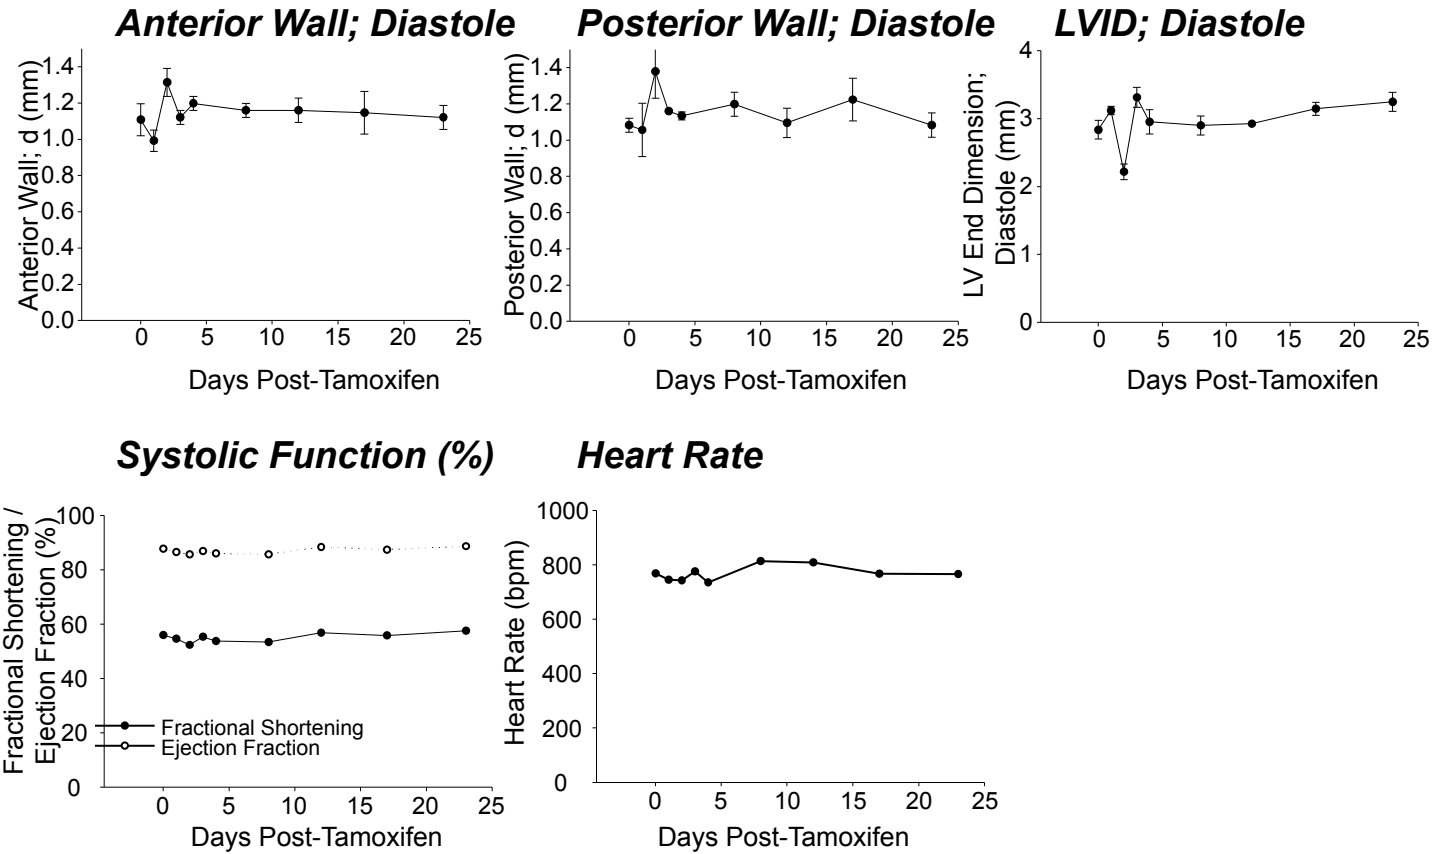 Anterior Wall; Diastole
Anterior Wall; d (mm)
1.4
1.2
1.0
0.8
0.6
0.4
0.2
0.0
0 5 10 15 20 25
Days Post-Tamoxifen
Posterior Wall; Diastole
Posterior Wall; d (mm)
1.4
1.2
1.0
0.8
0.6
0.4
0.2
0.0
0 5 10 15 20 25
Days Post-Tamoxifen
LVID; Diastole
LV End Dimension;
Diastole (mm)
4
3
2
1
0
0 5 10 15 20 25
Days Post-Tamoxifen
Systolic Function (%)
Fractional Shortening /
Ejection Fraction (%)
100
80
60
40
20
0
Fractional Shortening
Ejection Fraction
0 5 10 15 20 25
Days Post-Tamoxifen
Heart Rate
Heart Rate (bpm)
1000
800
600
400
200
0
0 5 10 15 20 25
Days Post-Tamoxifen